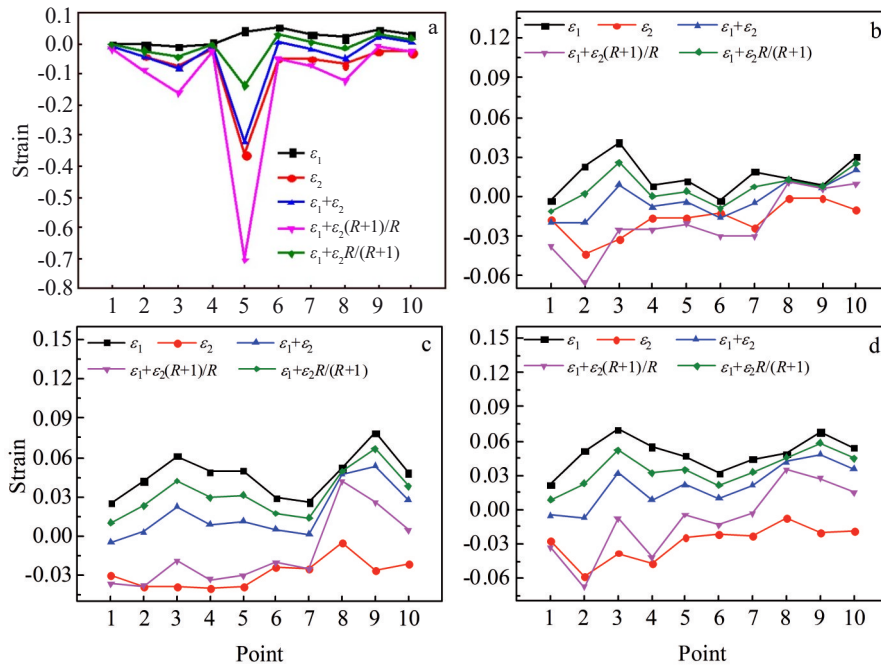 a
0.1
0.0
-0.1
-0.2
-0.3
-0.4
-0.5
-0.6
-0.7
-0.8
Strain
ε₁
ε₂
ε₁+ε₂
ε₁+ε₂(R+1)/R
ε₁+ε₂R/(R+1)
1 2 3 4 5 6 7 8 9 10
b
ε₁ ε₂ ε₁+ε₂
ε₁+ε₂(R+1)/R ε₁+ε₂R/(R+1)
0.12
0.09
0.06
0.03
0.00
-0.03
-0.06
1 2 3 4 5 6 7 8 9 10
c
ε₁ ε₂ ε₁+ε₂
ε₁+ε₂(R+1)/R ε₁+ε₂R/(R+1)
0.15
0.12
0.09
0.06
0.03
0.00
-0.03
Strain
1 2 3 4 5 6 7 8 9 10
Point
d
ε₁ ε₂ ε₁+ε₂
ε₁+ε₂(R+1)/R ε₁+ε₂R/(R+1)
0.15
0.12
0.09
0.06
0.03
0.00
-0.03
-0.06
1 2 3 4 5 6 7 8 9 10
Point